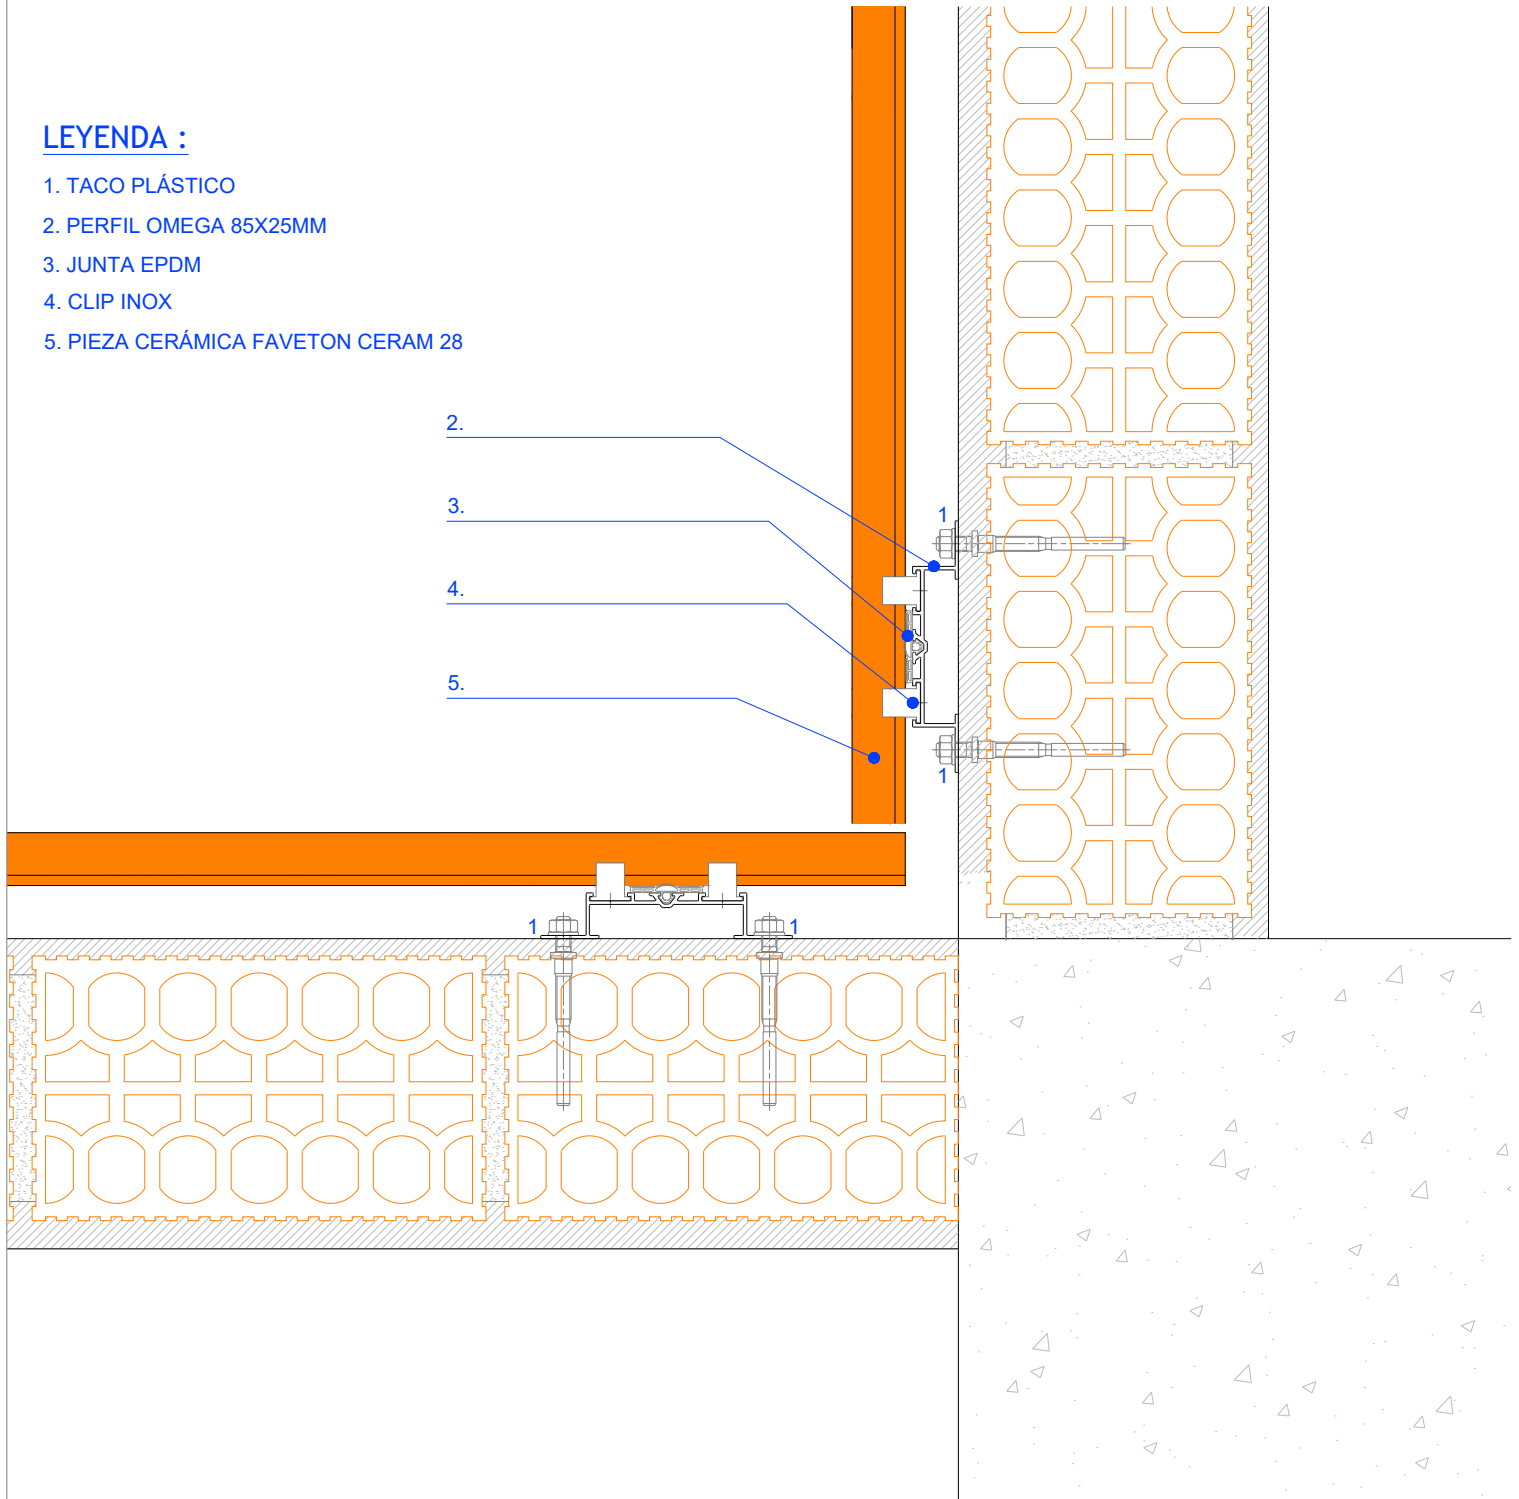 LEYENDA :
1. TACO PLÁSTICO
2. PERFIL OMEGA 85X25MM
3. JUNTA EPDM
4. CLIP INOX
5. PIEZA CERÁMICA FAVETON CERAM 28
2.
3.
1
4.
5.
1
1
1